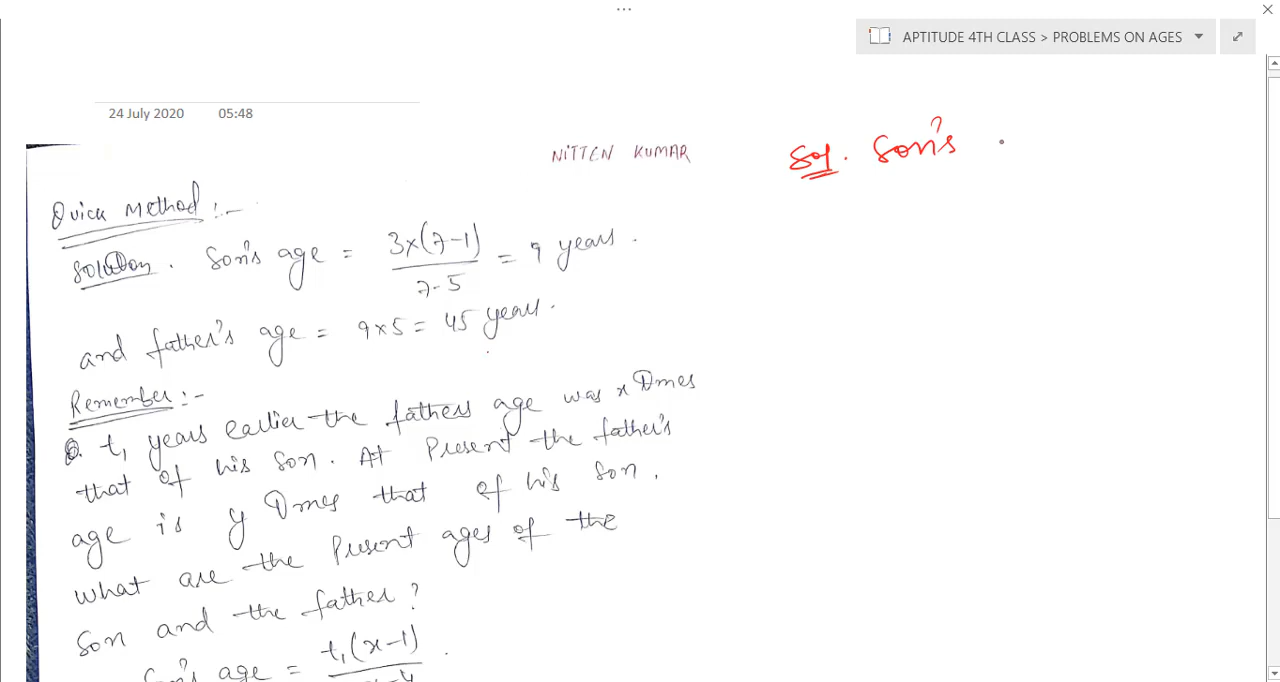 APTITUDE 4TH CLASS > PROBLEMS ON AGES
24 July 2020 05:48
NITTEN KUMAR
Sol. Son's
Quick Method :-
Solution. Son's age = 3×(7-1) / 7-5 = 9 years.
and father's age = 9×5 = 45 years.
Remember :-
Q. t₁ years earlier the fathers age was x times
that of his son. At Present the father's
age is y times that of his son.
what are the Present ages of the
Son and the father?
Son's age = t₁(x-1)